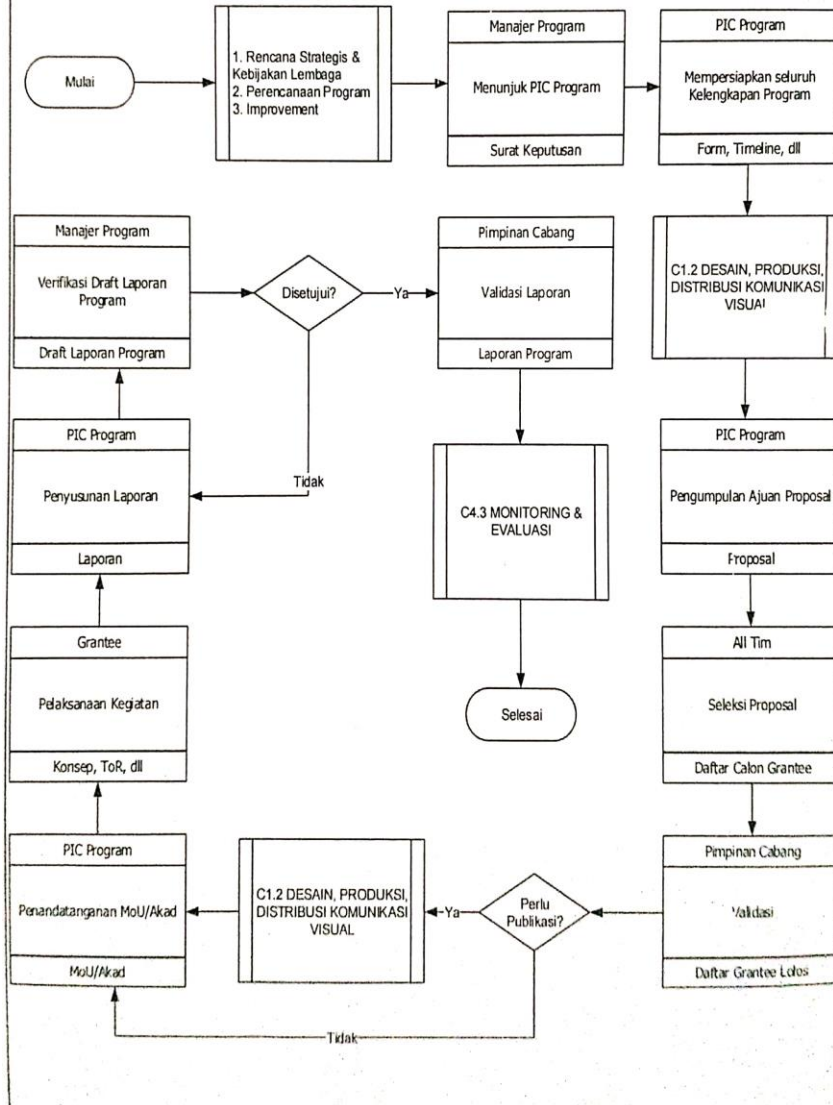 Mulai
1. Rencana Strategis &
Kebijakan Lembaga
2. Perencanaan Program
3. Improvement
Manajer Program
Menunjuk PIC Program
Surat Keputusan
PIC Program
Mempersiapkan seluruh
Kelengkapan Program
Form, Timeline, dll
C1.2 DESAIN, PRODUKSI,
DISTRIBUSI KOMUNIKASI
VISUAL
PIC Program
Pengumpulan Ajuan Proposal
Proposal
All Tim
Seleksi Proposal
Daftar Calon Grantee
Pimpinan Cabang
Validasi
Daftar Grantee Lolos
Perlu
Publikasi?
Ya
Tidak
C1.2 DESAIN, PRODUKSI,
DISTRIBUSI KOMUNIKASI
VISUAL
PIC Program
Penandatanganan MoU/Akad
MoU/Akad
Grantee
Pelaksanaan Kegiatan
Konsep, ToR, dll
PIC Program
Penyusunan Laporan
Laporan
Manajer Program
Verifikasi Draft Laporan
Program
Draft Laporan Program
Disetujui?
Ya
Tidak
Pimpinan Cabang
Validasi Laporan
Laporan Program
C4.3 MONITORING &
EVALUASI
Selesai